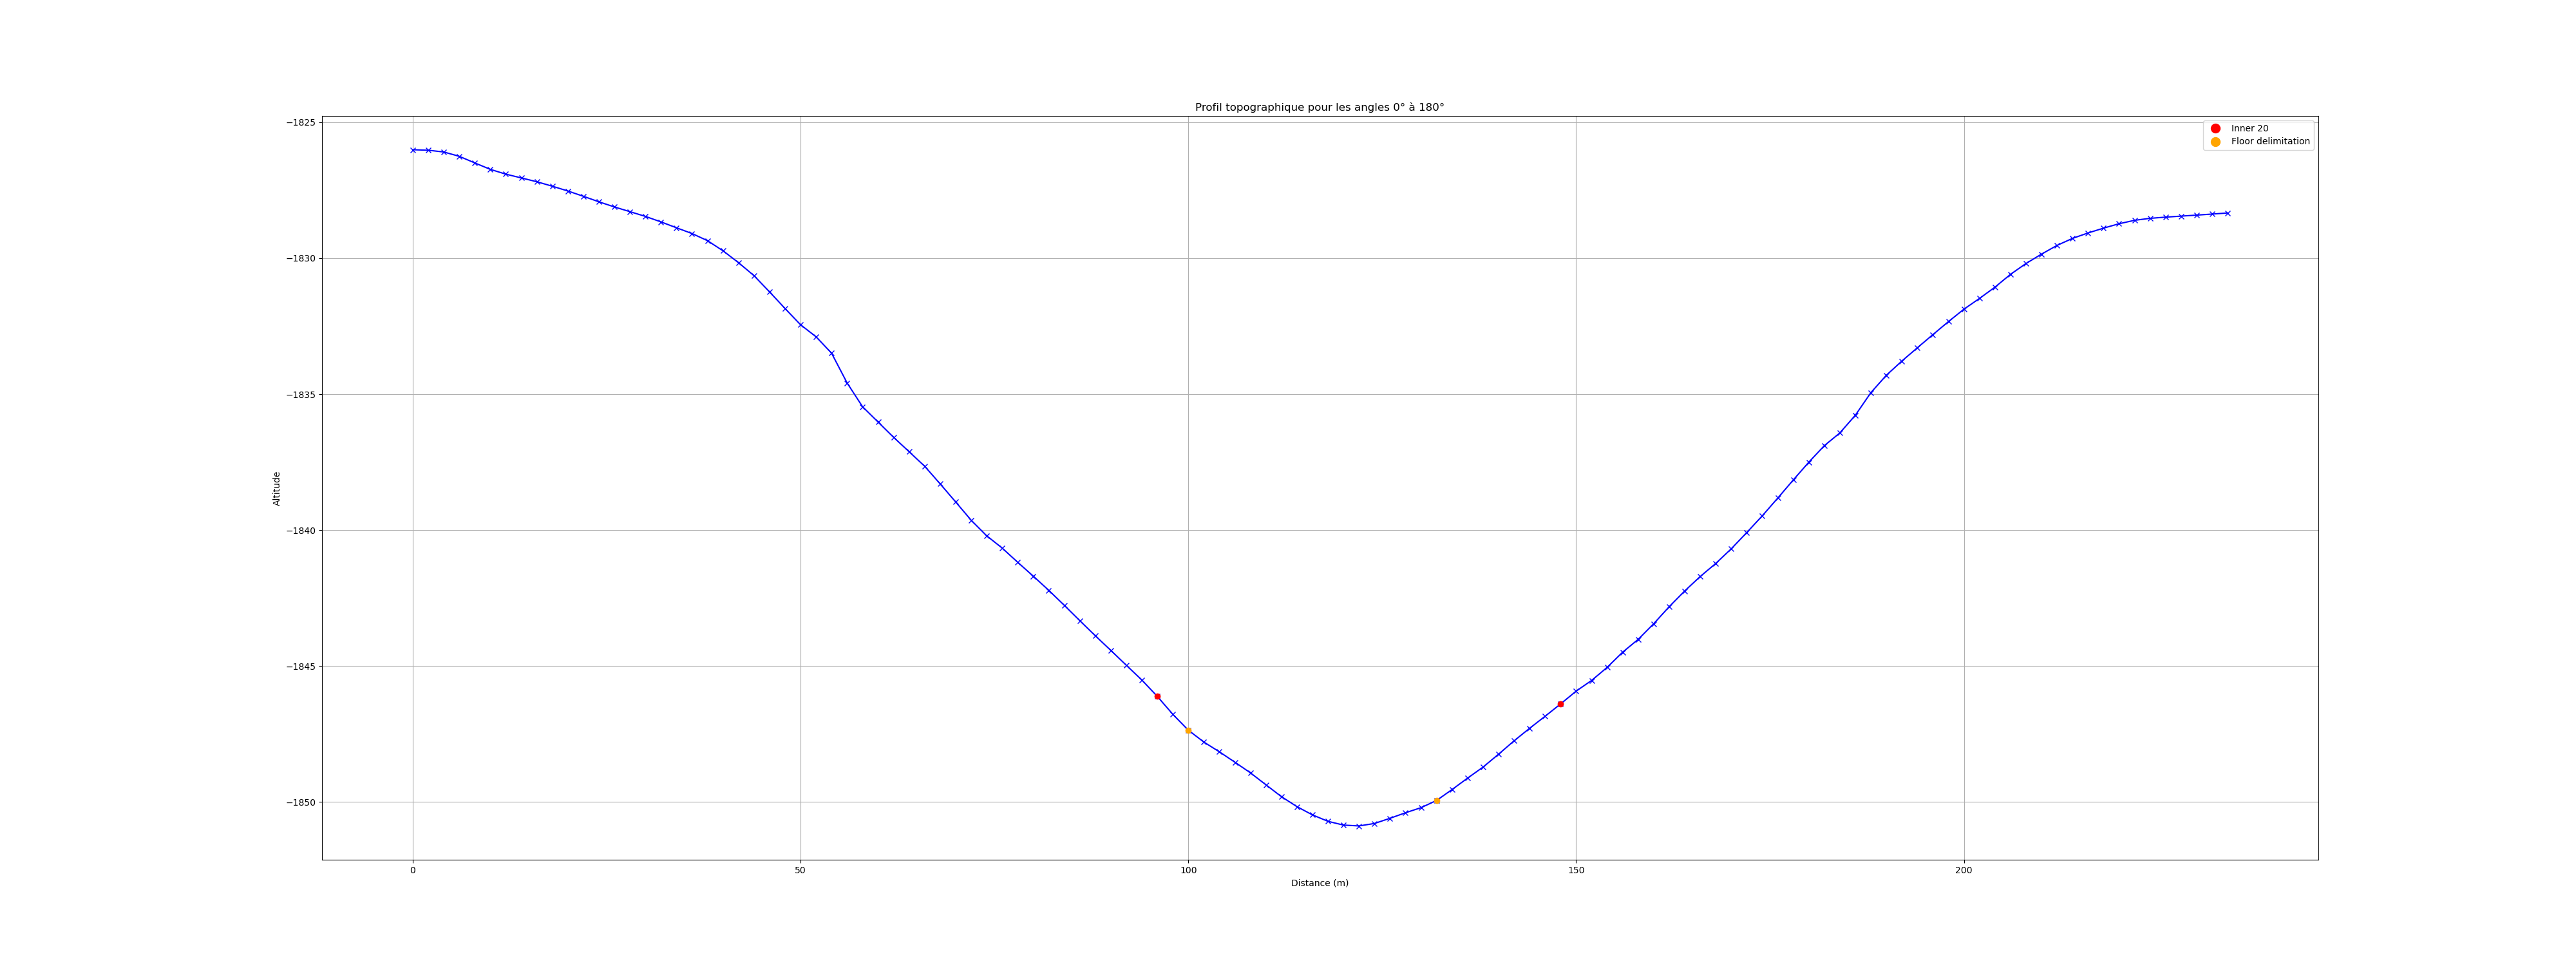 Profil topographique pour les angles 0° à 180°
Inner 20
Floor delimitation
Altitude
−1825
−1830
−1835
−1840
−1845
−1850
0 50 100 150 200
Distance (m)